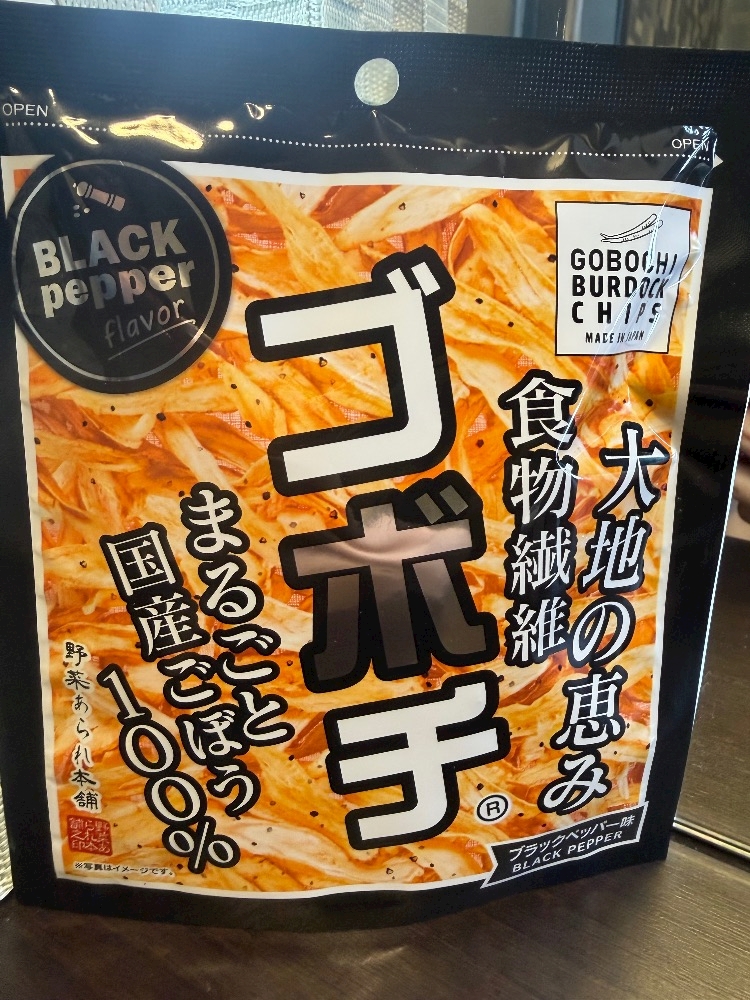 OPEN
OPEN
BLACK
pepper
flavor
GOBOCHI
BURDOCK
CHIPS
MADE IN JAPAN
ゴボチ
®
大地の恵み
食物繊維
まるごと
国産ごぼう
100%
野菜あられ本舗
ブラックペッパー味
BLACK PEPPER
※写真はイメージです。